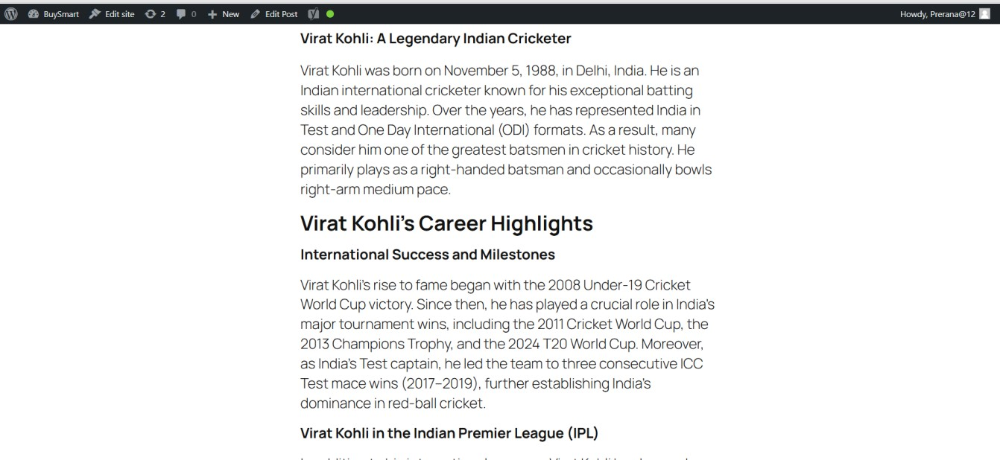 BuySmart Edit site 2 0 New Edit Post Howdy, Prerana@12
Virat Kohli: A Legendary Indian Cricketer
Virat Kohli was born on November 5, 1988, in Delhi, India. He is an
Indian international cricketer known for his exceptional batting
skills and leadership. Over the years, he has represented India in
Test and One Day International (ODI) formats. As a result, many
consider him one of the greatest batsmen in cricket history. He
primarily plays as a right-handed batsman and occasionally bowls
right-arm medium pace.
Virat Kohli’s Career Highlights
International Success and Milestones
Virat Kohli’s rise to fame began with the 2008 Under-19 Cricket
World Cup victory. Since then, he has played a crucial role in India’s
major tournament wins, including the 2011 Cricket World Cup, the
2013 Champions Trophy, and the 2024 T20 World Cup. Moreover,
as India’s Test captain, he led the team to three consecutive ICC
Test mace wins (2017–2019), further establishing India’s
dominance in red-ball cricket.
Virat Kohli in the Indian Premier League (IPL)